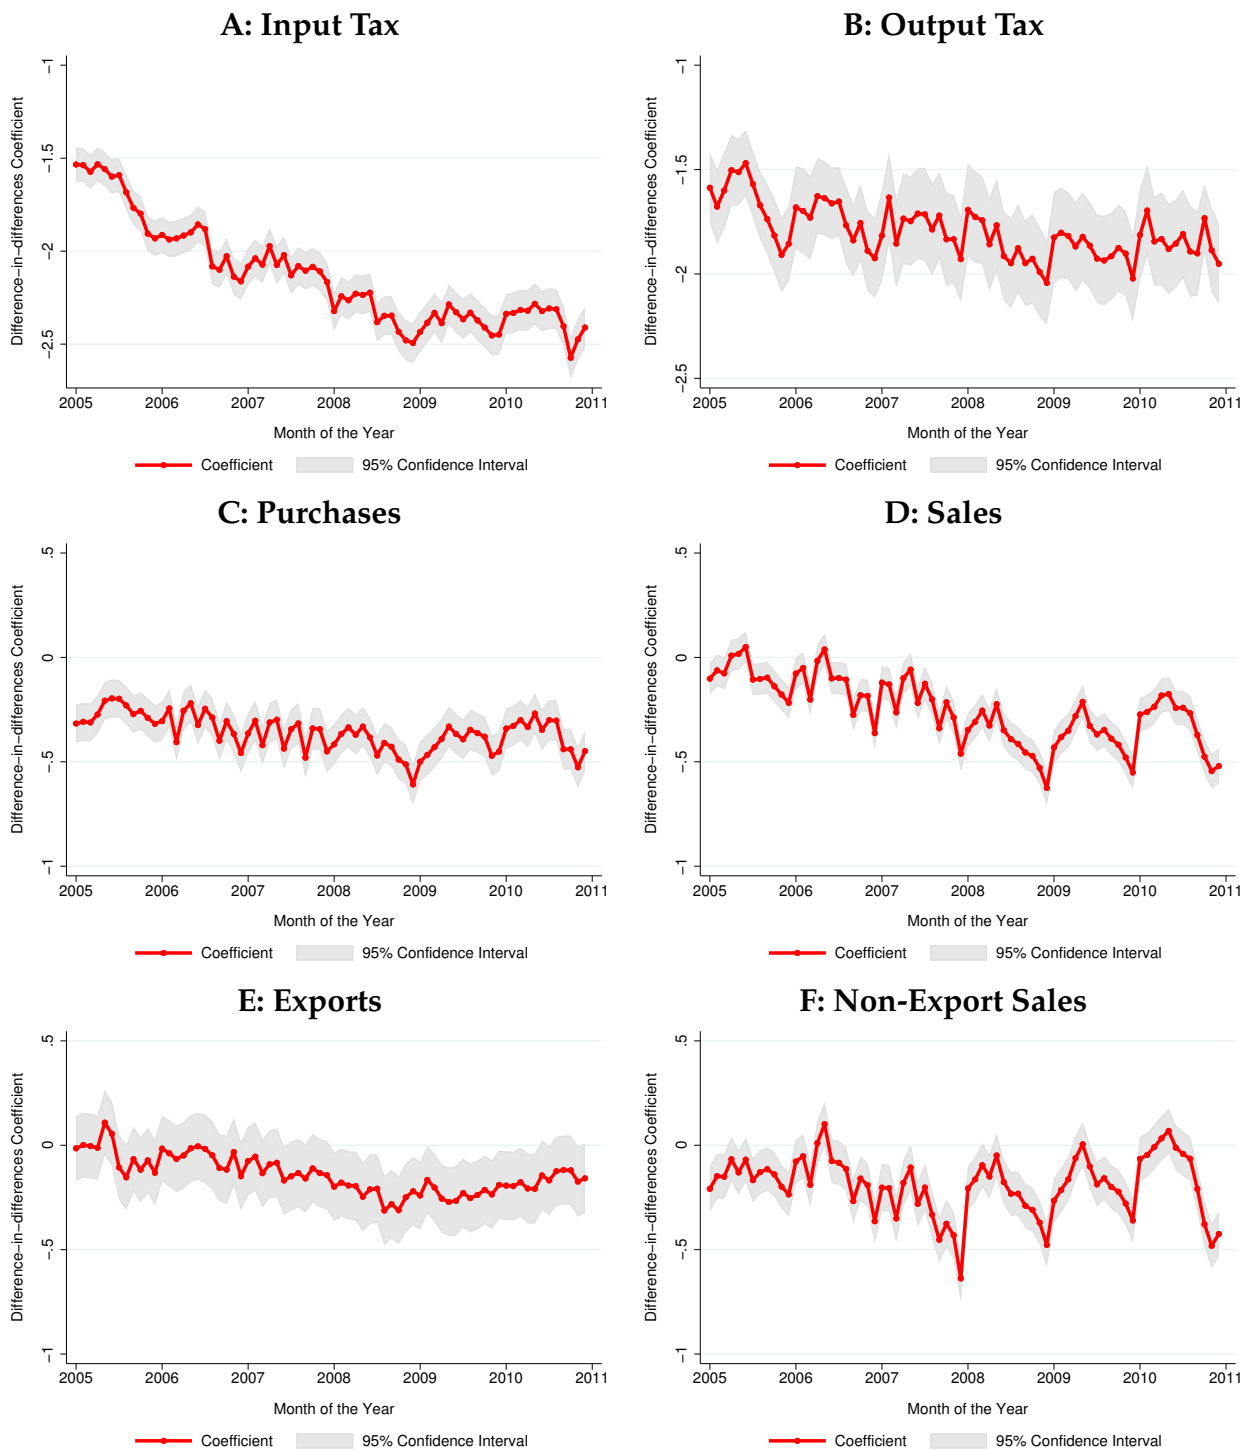 A: Input Tax
Difference-in-differences Coefficient
-1
-1.5
-2
-2.5
2005 2006 2007 2008 2009 2010 2011
Month of the Year
Coefficient 95% Confidence Interval
B: Output Tax
Difference-in-differences Coefficient
-1
-1.5
-2
-2.5
2005 2006 2007 2008 2009 2010 2011
Month of the Year
Coefficient 95% Confidence Interval
C: Purchases
Difference-in-differences Coefficient
.5
0
-.5
-1
2005 2006 2007 2008 2009 2010 2011
Month of the Year
Coefficient 95% Confidence Interval
D: Sales
Difference-in-differences Coefficient
.5
0
-.5
-1
2005 2006 2007 2008 2009 2010 2011
Month of the Year
Coefficient 95% Confidence Interval
E: Exports
Difference-in-differences Coefficient
.5
0
-.5
-1
2005 2006 2007 2008 2009 2010 2011
Month of the Year
Coefficient 95% Confidence Interval
F: Non-Export Sales
Difference-in-differences Coefficient
.5
0
-.5
-1
2005 2006 2007 2008 2009 2010 2011
Month of the Year
Coefficient 95% Confidence Interval